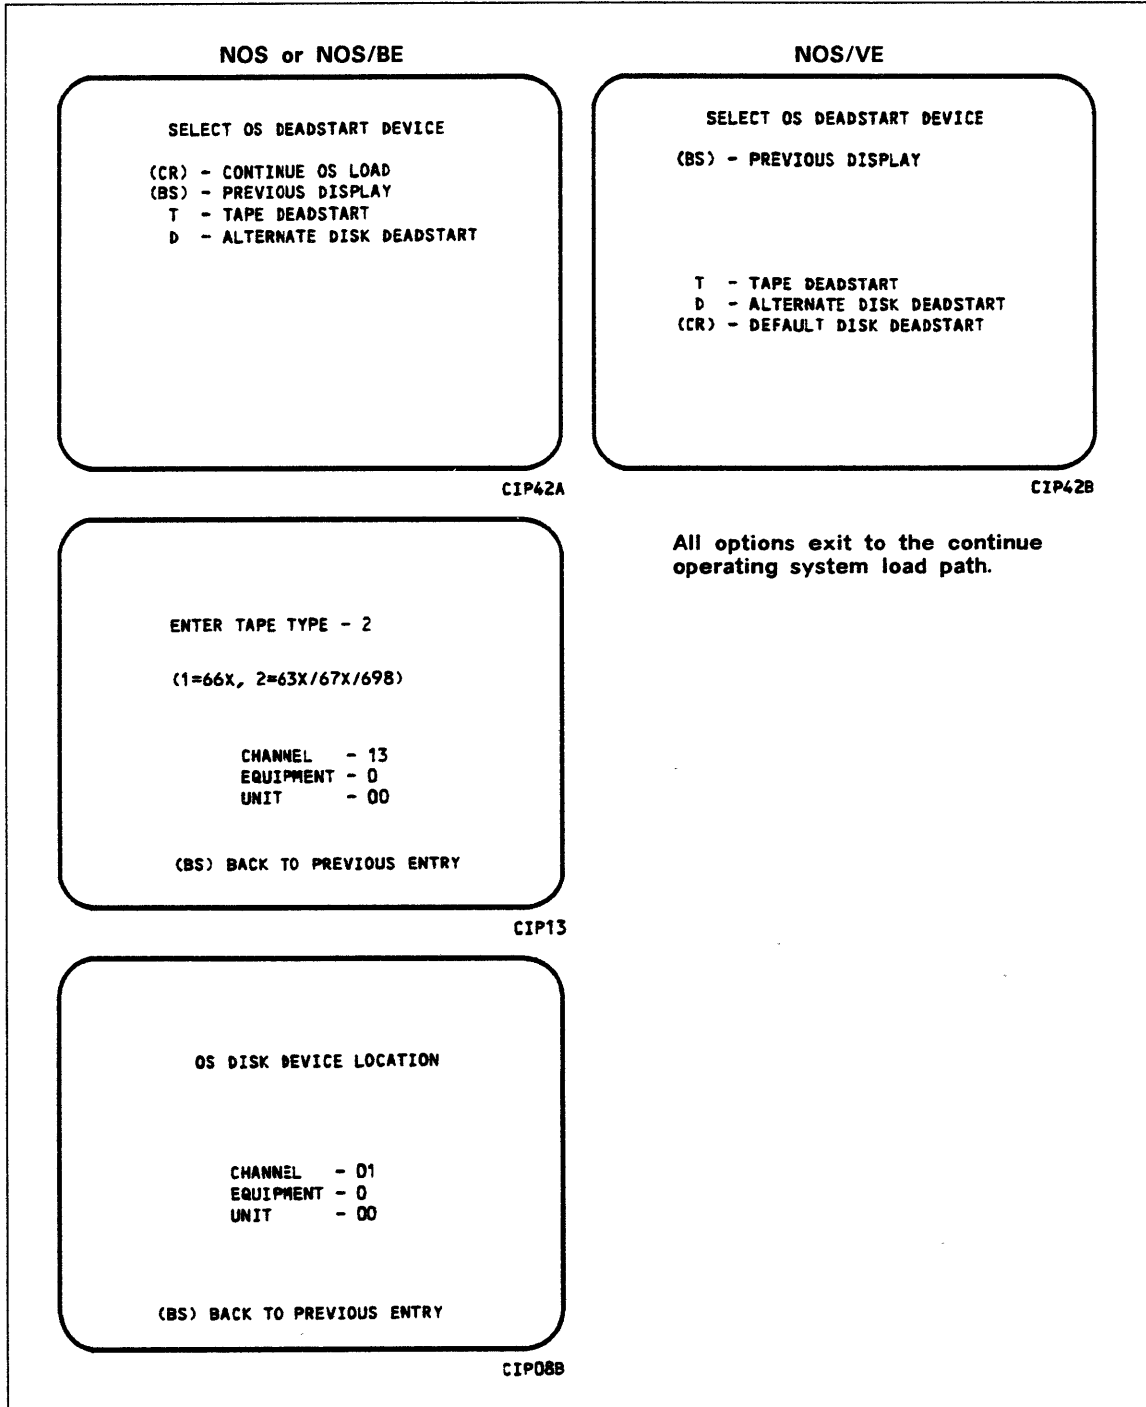 NOS or NOS/BE
SELECT OS DEADSTART DEVICE
(CR) - CONTINUE OS LOAD
(BS) - PREVIOUS DISPLAY
T - TAPE DEADSTART
D - ALTERNATE DISK DEADSTART
CIP42A
NOS/VE
SELECT OS DEADSTART DEVICE
(BS) - PREVIOUS DISPLAY
T - TAPE DEADSTART
D - ALTERNATE DISK DEADSTART
(CR) - DEFAULT DISK DEADSTART
CIP42B
All options exit to the continue
operating system load path.
ENTER TAPE TYPE - 2
(1=66X, 2=63X/67X/698)
CHANNEL - 13
EQUIPMENT - 0
UNIT - 00
(BS) BACK TO PREVIOUS ENTRY
CIP13
OS DISK DEVICE LOCATION
CHANNEL - 01
EQUIPMENT - 0
UNIT - 00
(BS) BACK TO PREVIOUS ENTRY
CIP08B